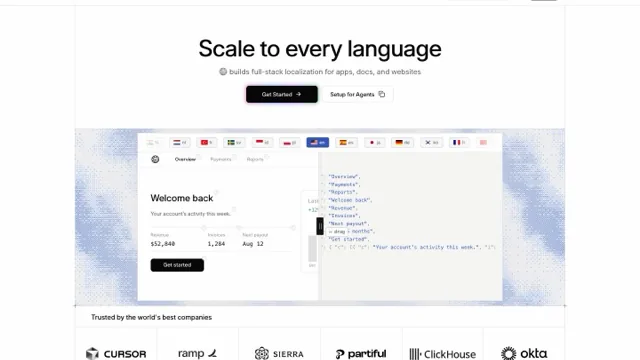 Scale to every language
builds full-stack localization for apps, docs, and websites
Get Started →
Setup for Agents
Overview
Payments
Reports
Welcome back
Your account's activity this week.
Revenue
Invoices
Next payout
$52,840
1,284
Aug 12
Get started
"Overview",
"Payments",
"Reports",
"Welcome back",
"Revenue",
"Invoices",
"Next payout",
drag
months",
"Get started",
"Your account's activity this week.",
Trusted by the world's best companies
CURSOR
ramp
SIERRA
partiful
ClickHouse
okta